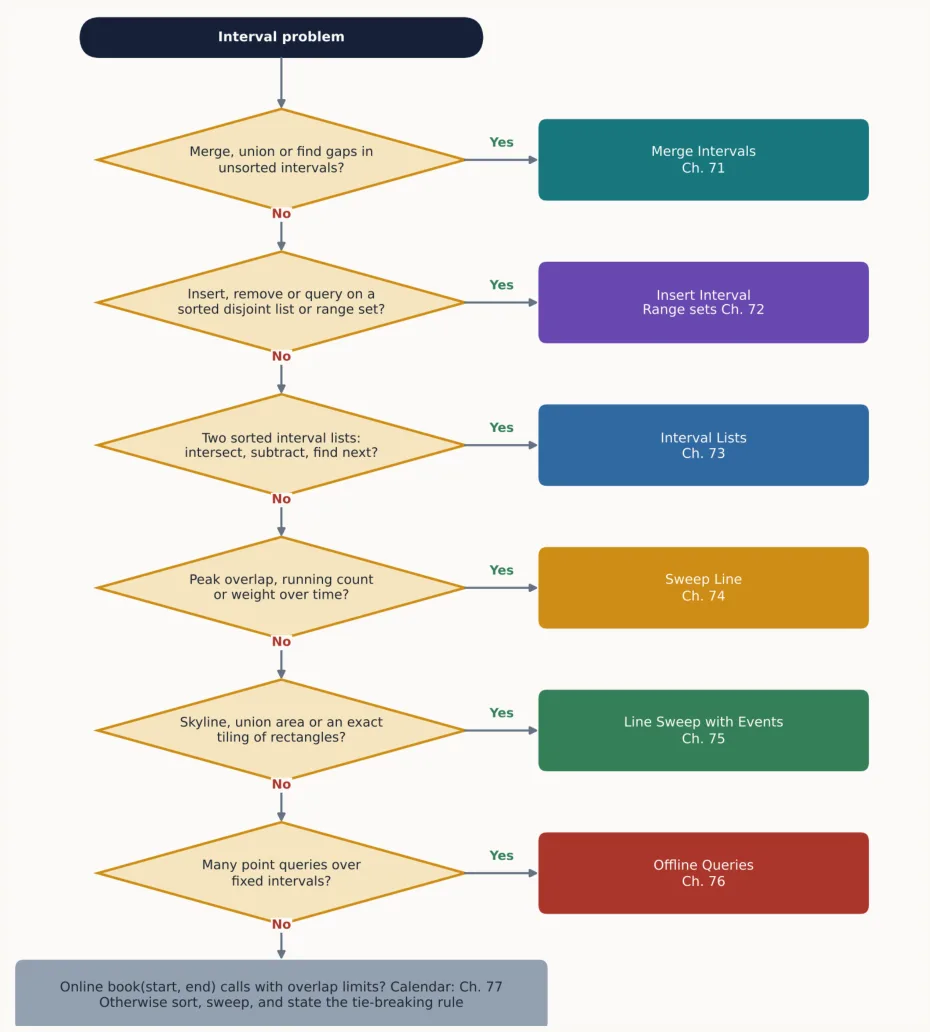 Interval problem
Merge, union or find gaps in
unsorted intervals?
Yes
Merge Intervals
Ch. 71
No
Insert, remove or query on a
sorted disjoint list or range set?
Yes
Insert Interval
Range sets Ch. 72
No
Two sorted interval lists:
intersect, subtract, find next?
Yes
Interval Lists
Ch. 73
No
Peak overlap, running count
or weight over time?
Yes
Sweep Line
Ch. 74
No
Skyline, union area or an exact
tiling of rectangles?
Yes
Line Sweep with Events
Ch. 75
No
Many point queries over
fixed intervals?
Yes
Offline Queries
Ch. 76
No
Online book(start, end) calls with overlap limits? Calendar: Ch. 77
Otherwise sort, sweep, and state the tie-breaking rule